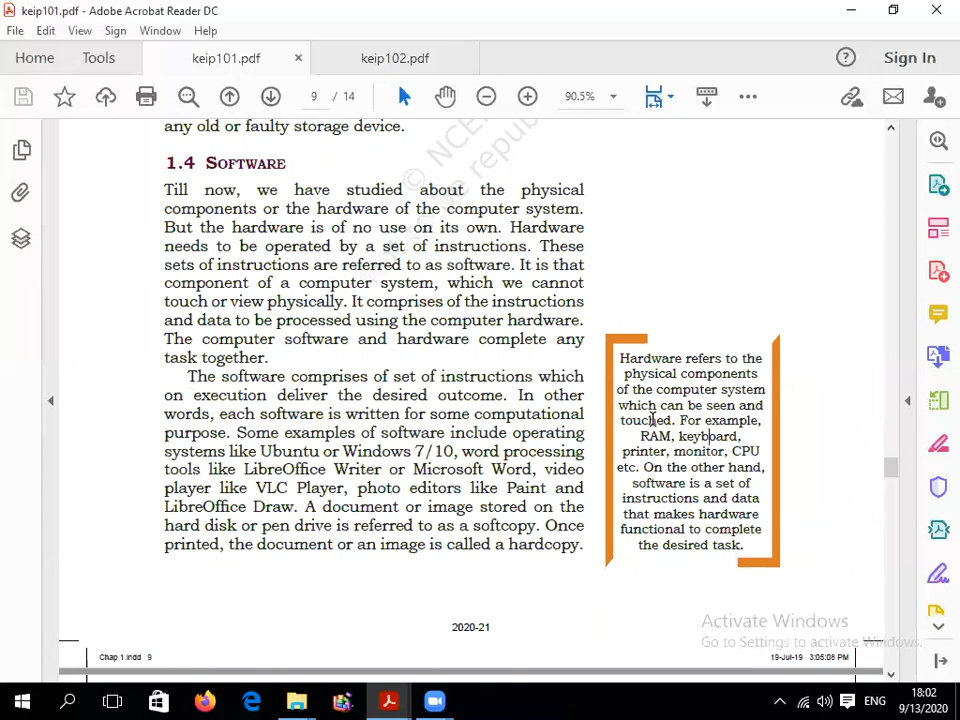 keip101.pdf - Adobe Acrobat Reader DC
File Edit View Sign Window Help
Home Tools keip101.pdf × keip102.pdf Sign In
9 / 14 90.5%
any old or faulty storage device.
1.4 SOFTWARE
Till now, we have studied about the physical
components or the hardware of the computer system.
But the hardware is of no use on its own. Hardware
needs to be operated by a set of instructions. These
sets of instructions are referred to as software. It is that
component of a computer system, which we cannot
touch or view physically. It comprises of the instructions
and data to be processed using the computer hardware.
The computer software and hardware complete any
task together.
The software comprises of set of instructions which
on execution deliver the desired outcome. In other
words, each software is written for some computational
purpose. Some examples of software include operating
systems like Ubuntu or Windows 7/10, word processing
tools like LibreOffice Writer or Microsoft Word, video
player like VLC Player, photo editors like Paint and
LibreOffice Draw. A document or image stored on the
hard disk or pen drive is referred to as a softcopy. Once
printed, the document or an image is called a hardcopy.
Hardware refers to the
physical components
of the computer system
which can be seen and
touched. For example,
RAM, keyboard,
printer, monitor, CPU
etc. On the other hand,
software is a set of
instructions and data
that makes hardware
functional to complete
the desired task.
© NCE
be repu
2020-21
Activate Windows
Go to Settings to activate Windows.
Chap 1.indd 9
19-Jul-19 3:05:08 PM
ENG
18:02
9/13/2020